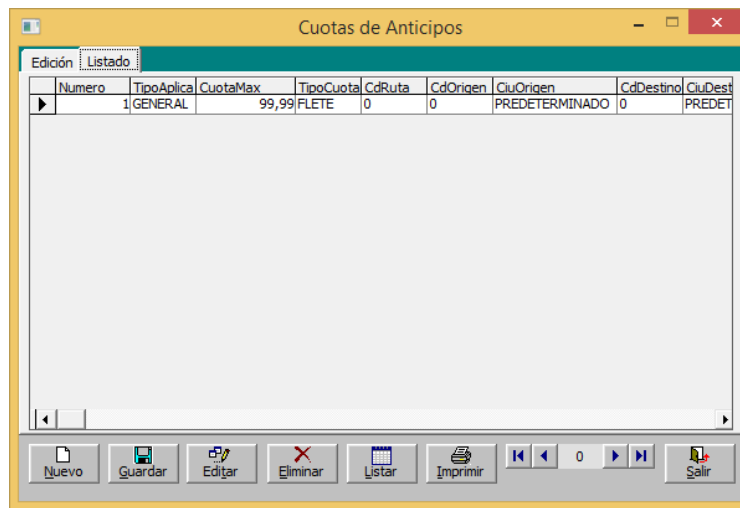 Cuotas de Anticipos
Edición Listado
Numero TipoAplica CuotaMax TipoCuota CdRuta CdOrigen CiuOrigen CdDestino CiuDest
1 GENERAL 99,99 FLETE 0 0 PREDETERMINADO 0 PREDET
Nuevo Guardar Editar Eliminar Listar Imprimir 0 Salir